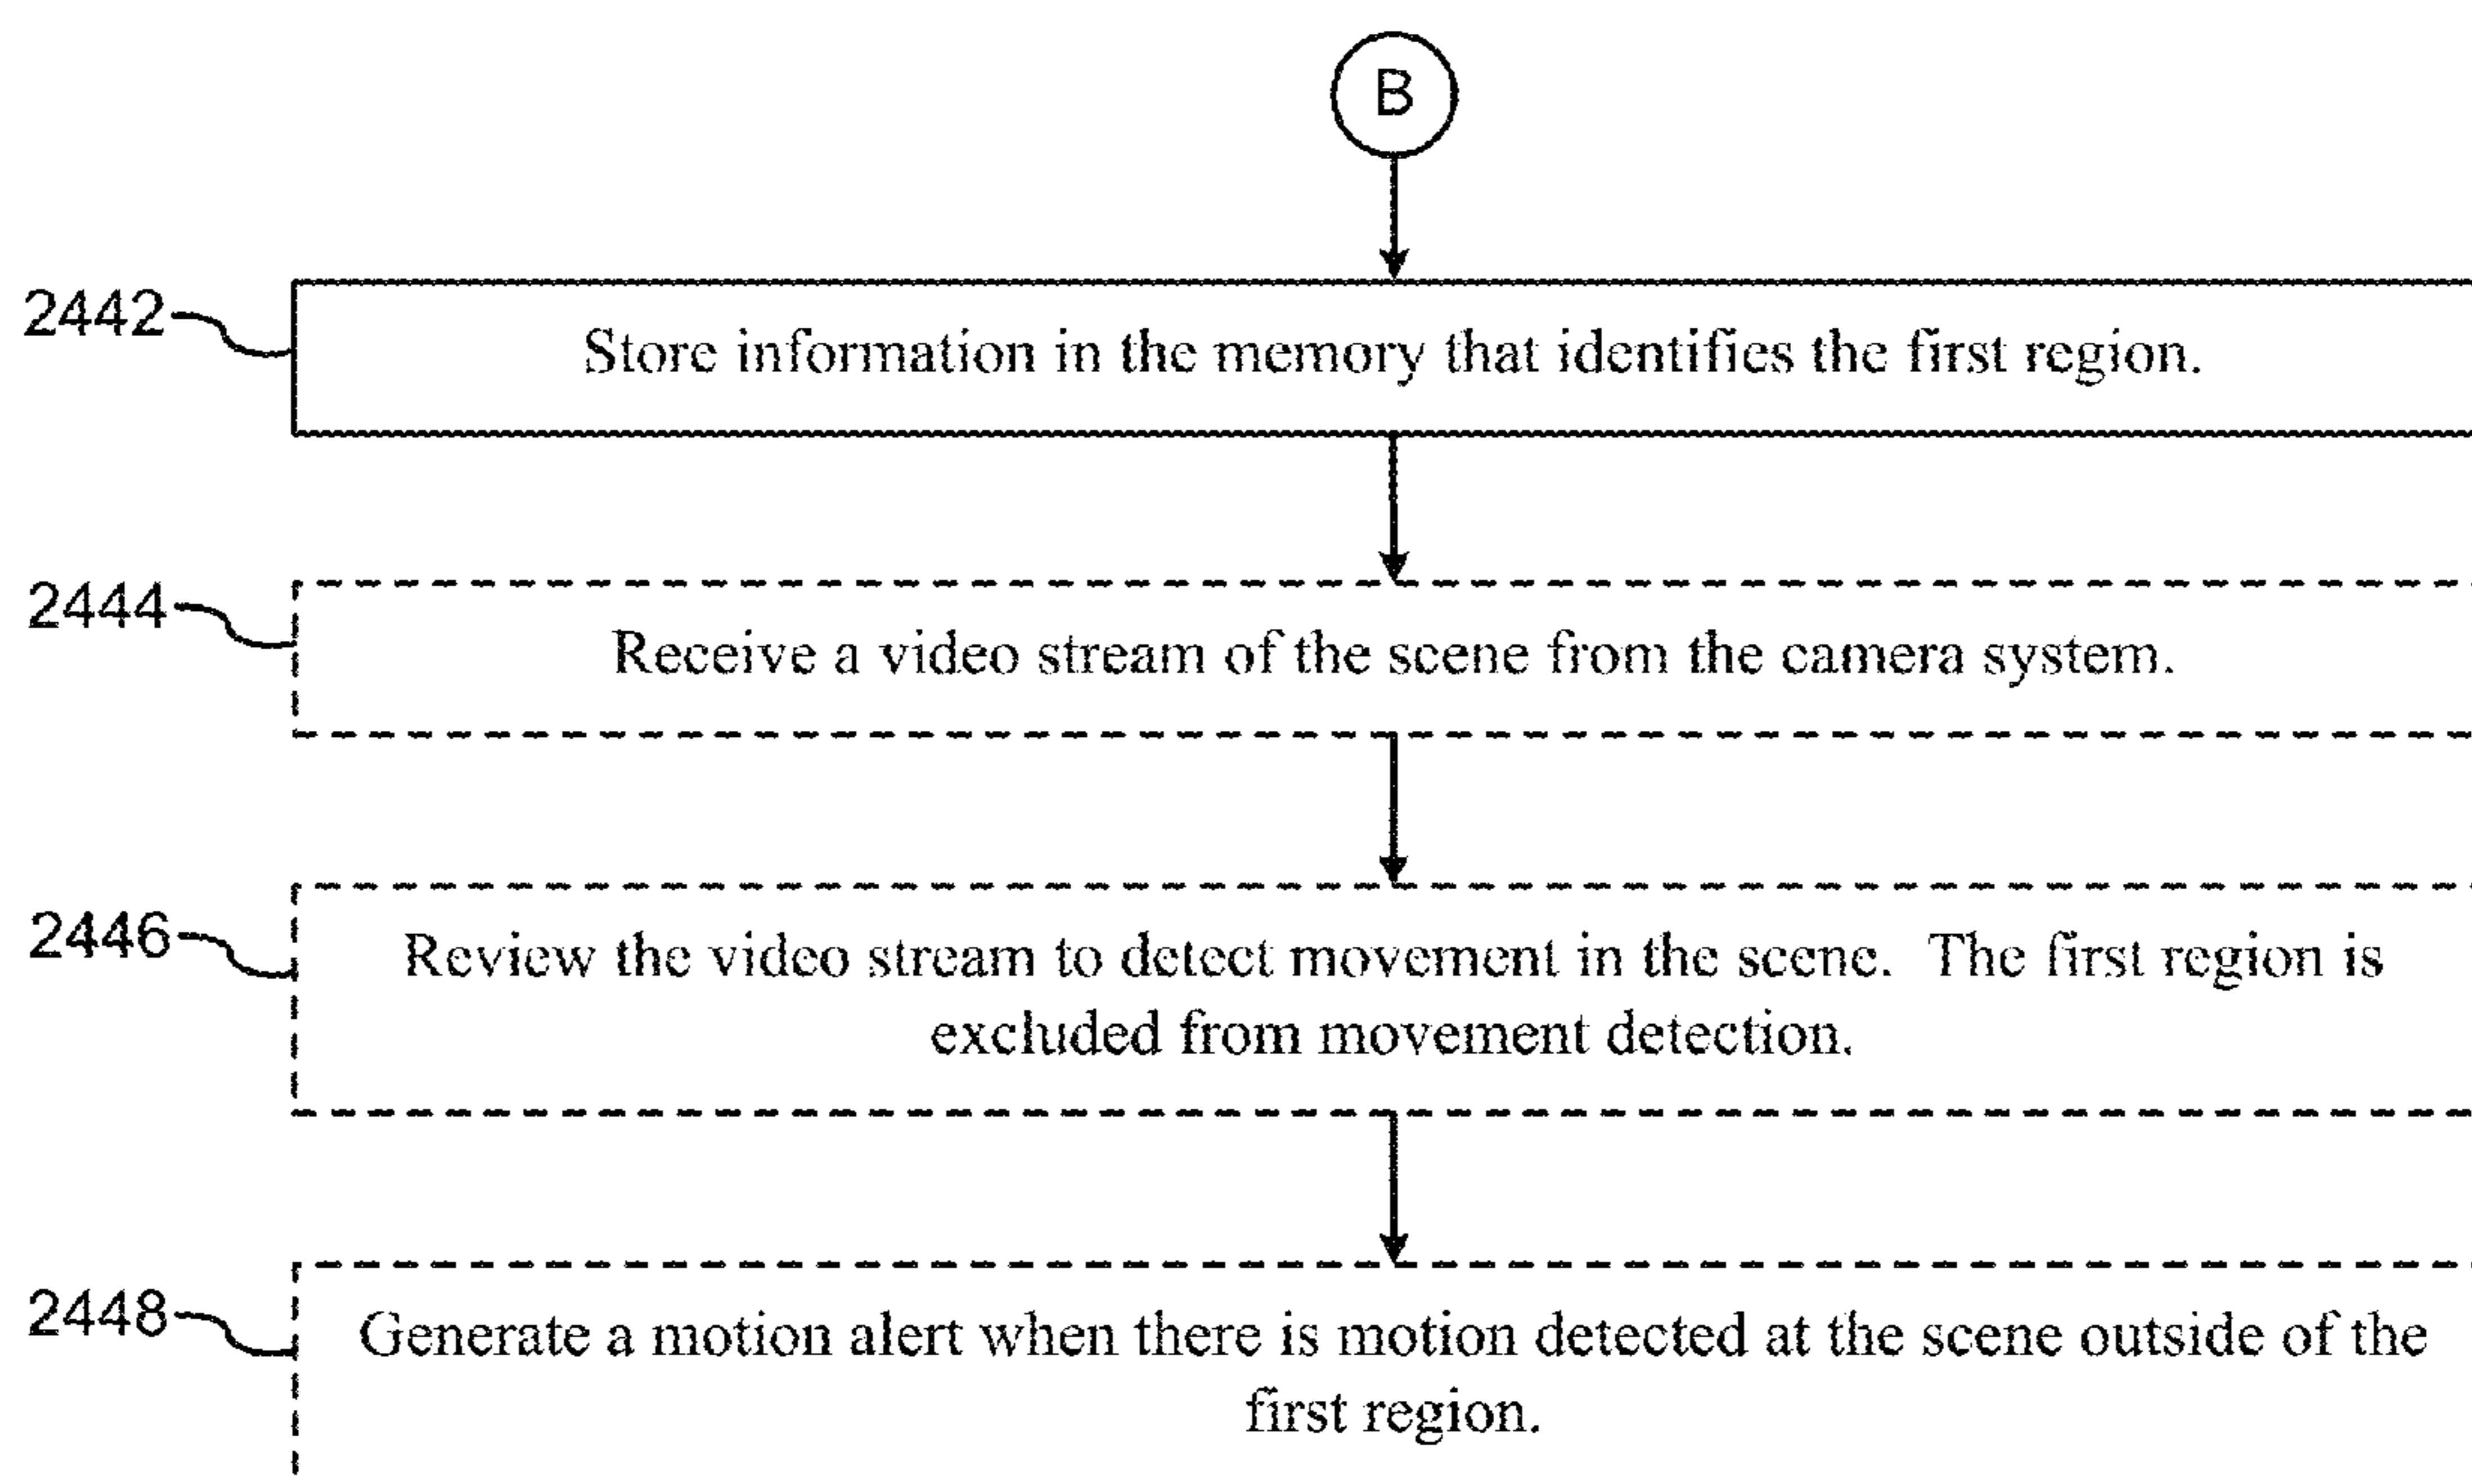 B
2442
Store information in the memory that identifies the first region.
2444
Receive a video stream of the scene from the camera system.
2446
Review the video stream to detect movement in the scene. The first region is
excluded from movement detection.
2448
Generate a motion alert when there is motion detected at the scene outside of the
first region.